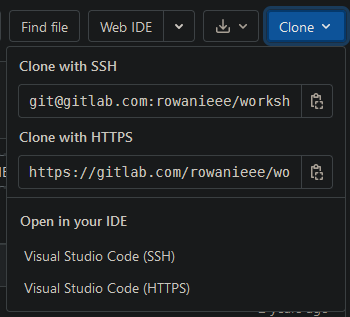 Find file
Web IDE
Clone
Clone with SSH
git@gitlab.com:rowanieee/worksh
Clone with HTTPS
https://gitlab.com/rowanieee/wo
Open in your IDE
Visual Studio Code (SSH)
Visual Studio Code (HTTPS)
2 years ago